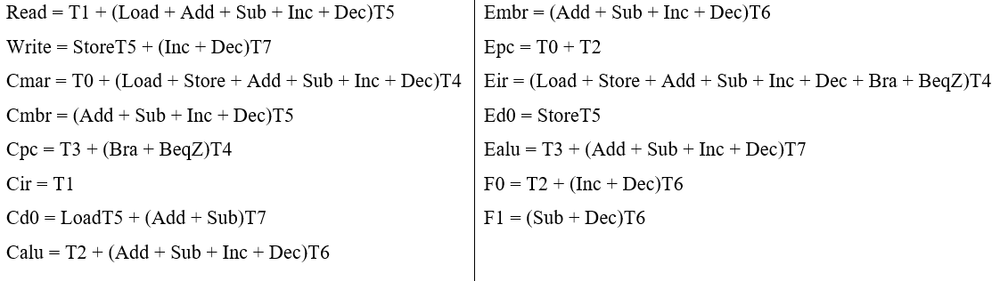 Read = T1 + (Load + Add + Sub + Inc + Dec)T5
Write = StoreT5 + (Inc + Dec)T7
Cmar = T0 + (Load + Store + Add + Sub + Inc + Dec)T4
Cmbr = (Add + Sub + Inc + Dec)T5
Cpc = T3 + (Bra + BeqZ)T4
Cir = T1
Cd0 = LoadT5 + (Add + Sub)T7
Calu = T2 + (Add + Sub + Inc + Dec)T6
Embr = (Add + Sub + Inc + Dec)T6
Epc = T0 + T2
Eir = (Load + Store + Add + Sub + Inc + Dec + Bra + BeqZ)T4
Ed0 = StoreT5
Ealu = T3 + (Add + Sub + Inc + Dec)T7
F0 = T2 + (Inc + Dec)T6
F1 = (Sub + Dec)T6